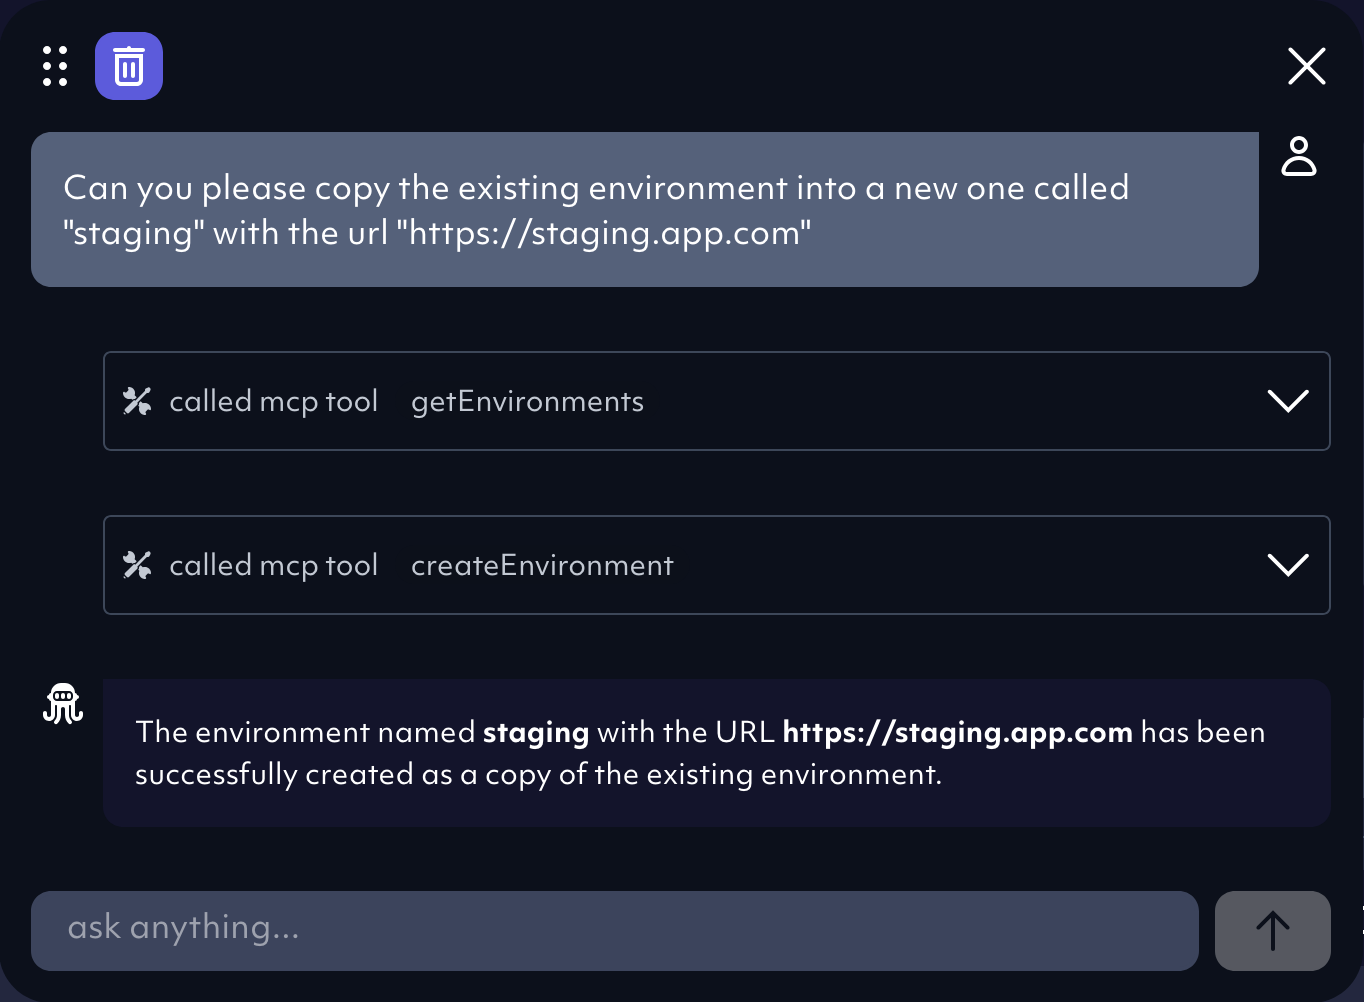 Can you please copy the existing environment into a new one called
"staging" with the url "https://staging.app.com"
called mcp tool getEnvironments
called mcp tool createEnvironment
The environment named staging with the URL https://staging.app.com has been
successfully created as a copy of the existing environment.
ask anything...